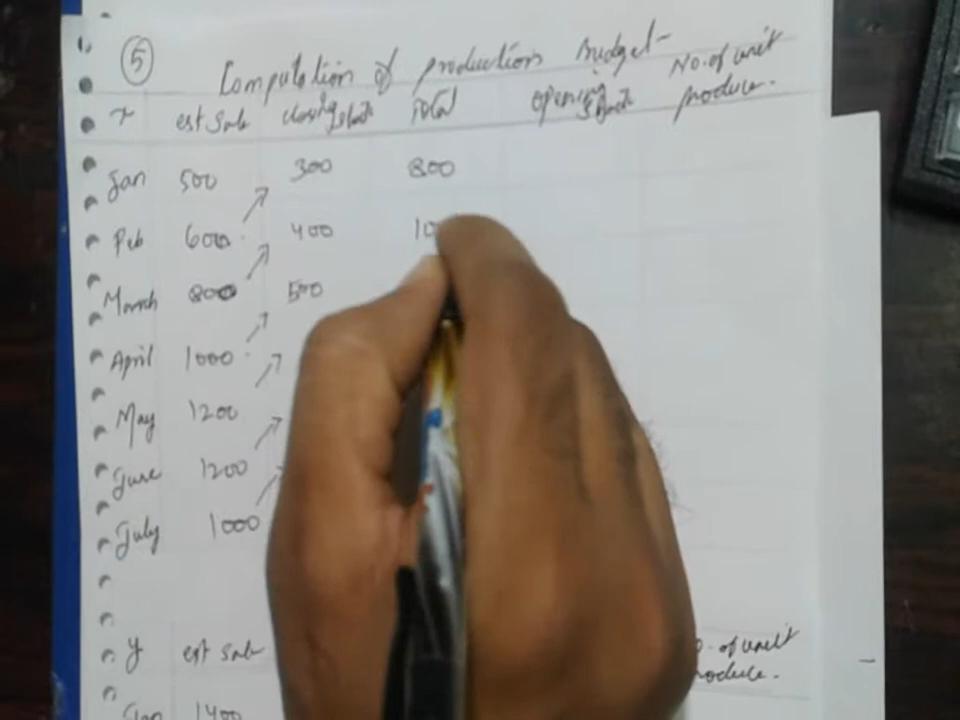 5 Computation of production Budget
x est Sale closing Stock Total opening Stock No. of unit produce.
Jan 500 300 800
Feb 600 400 10
March 800 500
April 1000
May 1200
June 1200
July 1000
y est Sale of unit produce.
Jan 1400